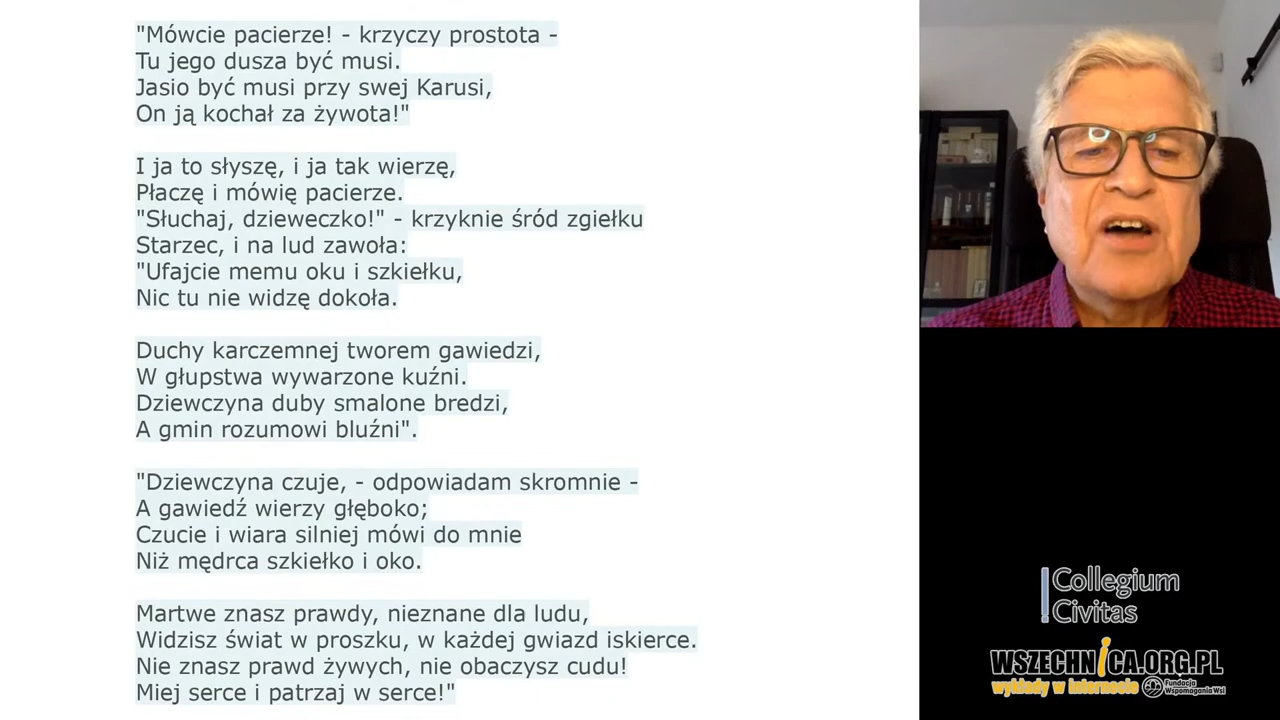 "Mówcie pacierze! - krzyczy prostota -
Tu jego dusza być musi.
Jasio być musi przy swej Karusi,
On ją kochał za żywota!"
I ja to słyszę, i ja tak wierzę,
Płaczę i mówię pacierze.
"Słuchaj, dzieweczko!" - krzyknie śród zgiełku
Starzec, i na lud zawoła:
"Ufajcie memu oku i szkiełku,
Nic tu nie widzę dokoła.
Duchy karczemnej tworem gawiedzi,
W głupstwa wywarzone kuźni.
Dziewczyna duby smalone bredzi,
A gmin rozumowi bluźni".
"Dziewczyna czuje, - odpowiadam skromnie -
A gawiedź wierzy głęboko;
Czucie i wiara silniej mówi do mnie
Niż mędrca szkiełko i oko.
Martwe znasz prawdy, nieznane dla ludu,
Widzisz świat w proszku, w każdej gwiazd iskierce.
Nie znasz prawd żywych, nie obaczysz cudu!
Miej serce i patrzaj w serce!"
Collegium
Civitas
WSZECHNICA.ORG.PL
wykłady w internecie
Fundacja
Wspomagania Wsi